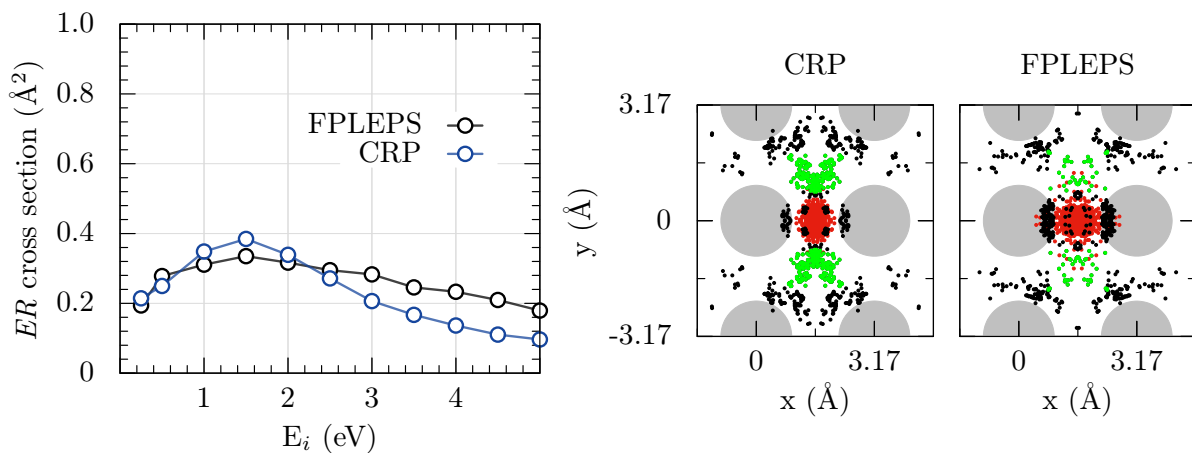 ER cross section (Å²)
1.0
0.8
0.6
0.4
0.2
0
FPLEPS
CRP
1
2
3
4
E_i (eV)
CRP
FPLEPS
y (Å)
3.17
0
-3.17
0
3.17
0
3.17
x (Å)
x (Å)